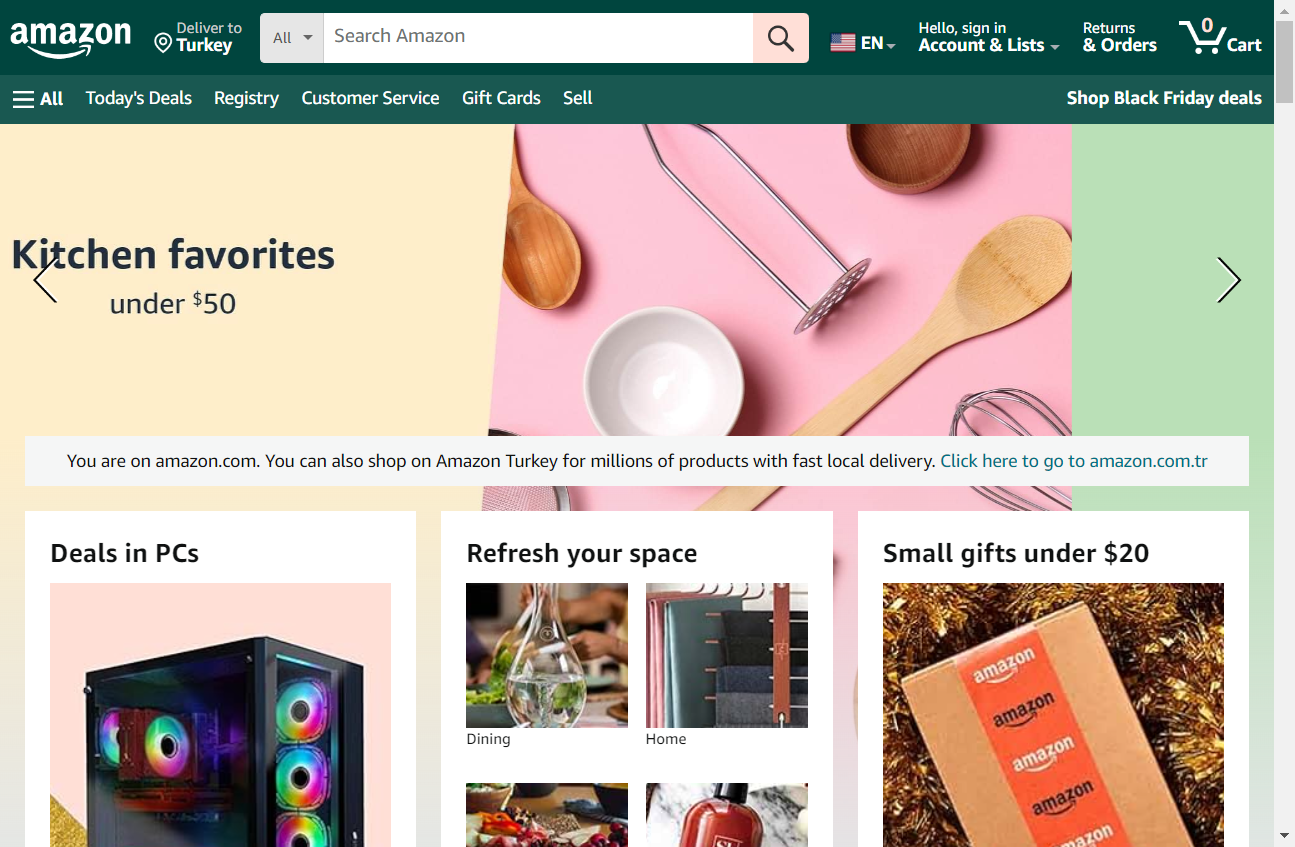 amazon
Deliver to
Turkey
All
Search Amazon
EN
Hello, sign in
Account & Lists
Returns
& Orders
0
Cart
All
Today's Deals
Registry
Customer Service
Gift Cards
Sell
Shop Black Friday deals
Kitchen favorites
under $50
You are on amazon.com. You can also shop on Amazon Turkey for millions of products with fast local delivery. Click here to go to amazon.com.tr
Deals in PCs
Refresh your space
Small gifts under $20
Dining
Home
amazon
amazon
amazon
amazon
amazon